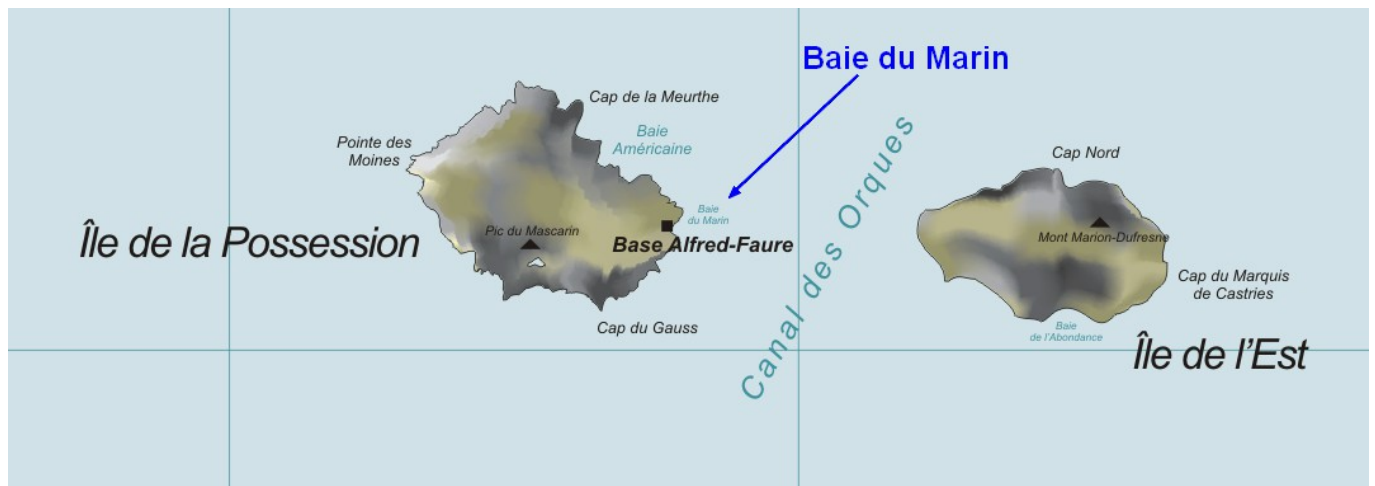 Baie du Marin
Cap de la Meurthe
Baie
Américaine
Pointe des
Moines
Baie
du Marin
Île de la Possession
Pic du Mascarin
Base Alfred-Faure
Cap du Gauss
Canal des Orques
Cap Nord
Mont Marion-Dufresne
Cap du Marquis
de Castries
Baie
de l'Abondance
Île de l'Est